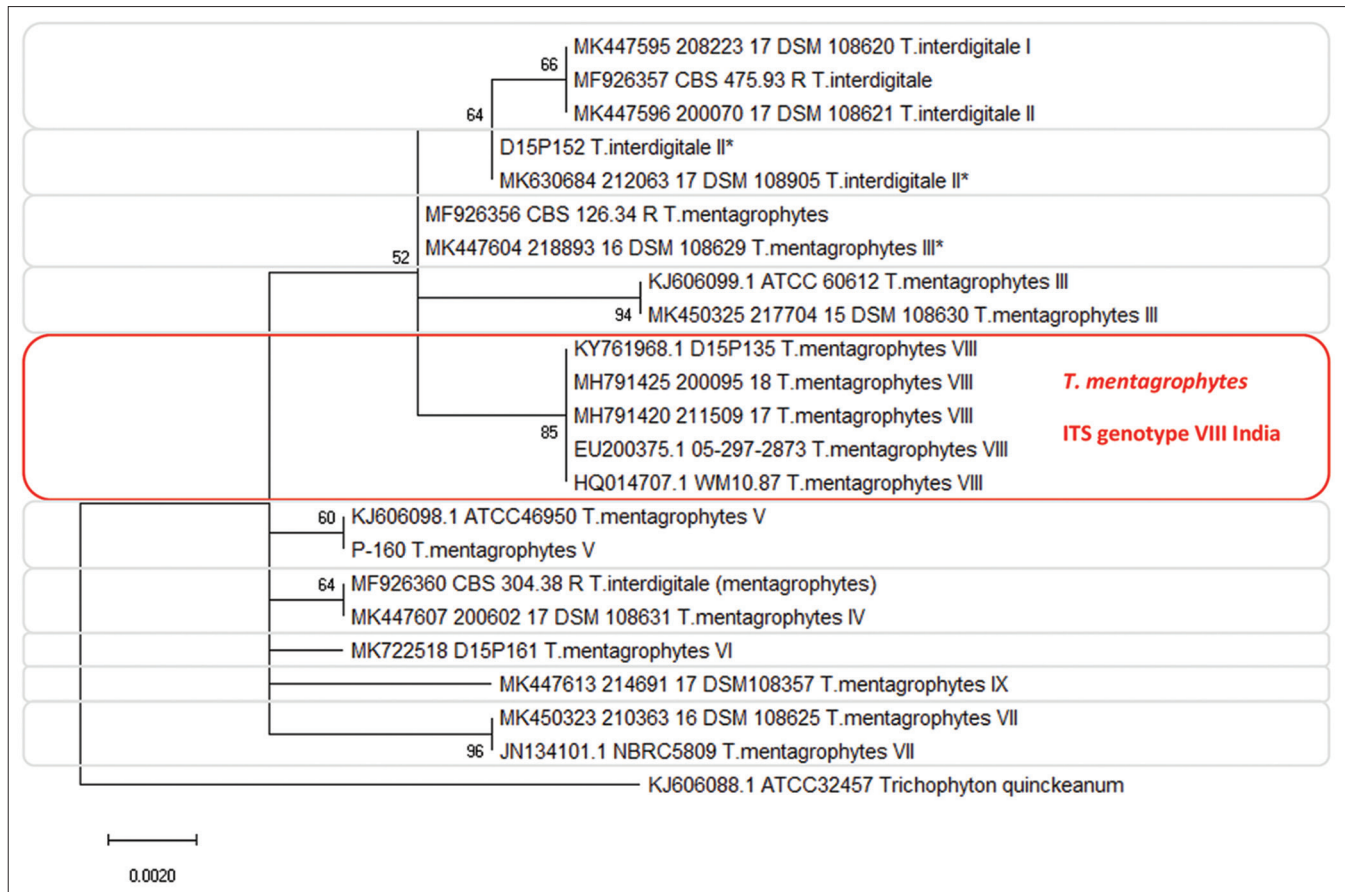 MK447595 208223 17 DSM 108620 T.interdigitale I
66
MF926357 CBS 475.93 R T.interdigitale
MK447596 200070 17 DSM 108621 T.interdigitale II
64
D15P152 T.interdigitale II*
MK630684 212063 17 DSM 108905 T.interdigitale II*
MF926356 CBS 126.34 R T.mentagrophytes
MK447604 218893 16 DSM 108629 T.mentagrophytes III*
52
KJ606099.1 ATCC 60612 T.mentagrophytes III
94
MK450325 217704 15 DSM 108630 T.mentagrophytes III
KY761968.1 D15P135 T.mentagrophytes VIII
MH791425 200095 18 T.mentagrophytes VIII
T. mentagrophytes
MH791420 211509 17 T.mentagrophytes VIII
85
ITS genotype VIII India
EU200375.1 05-297-2873 T.mentagrophytes VIII
HQ014707.1 WM10.87 T.mentagrophytes VIII
60
KJ606098.1 ATCC46950 T.mentagrophytes V
P-160 T.mentagrophytes V
64
MF926360 CBS 304.38 R T.interdigitale (mentagrophytes)
MK447607 200602 17 DSM 108631 T.mentagrophytes IV
MK722518 D15P161 T.mentagrophytes VI
MK447613 214691 17 DSM108357 T.mentagrophytes IX
MK450323 210363 16 DSM 108625 T.mentagrophytes VII
96
JN134101.1 NBRC5809 T.mentagrophytes VII
KJ606088.1 ATCC32457 Trichophyton quinckeanum
0.0020